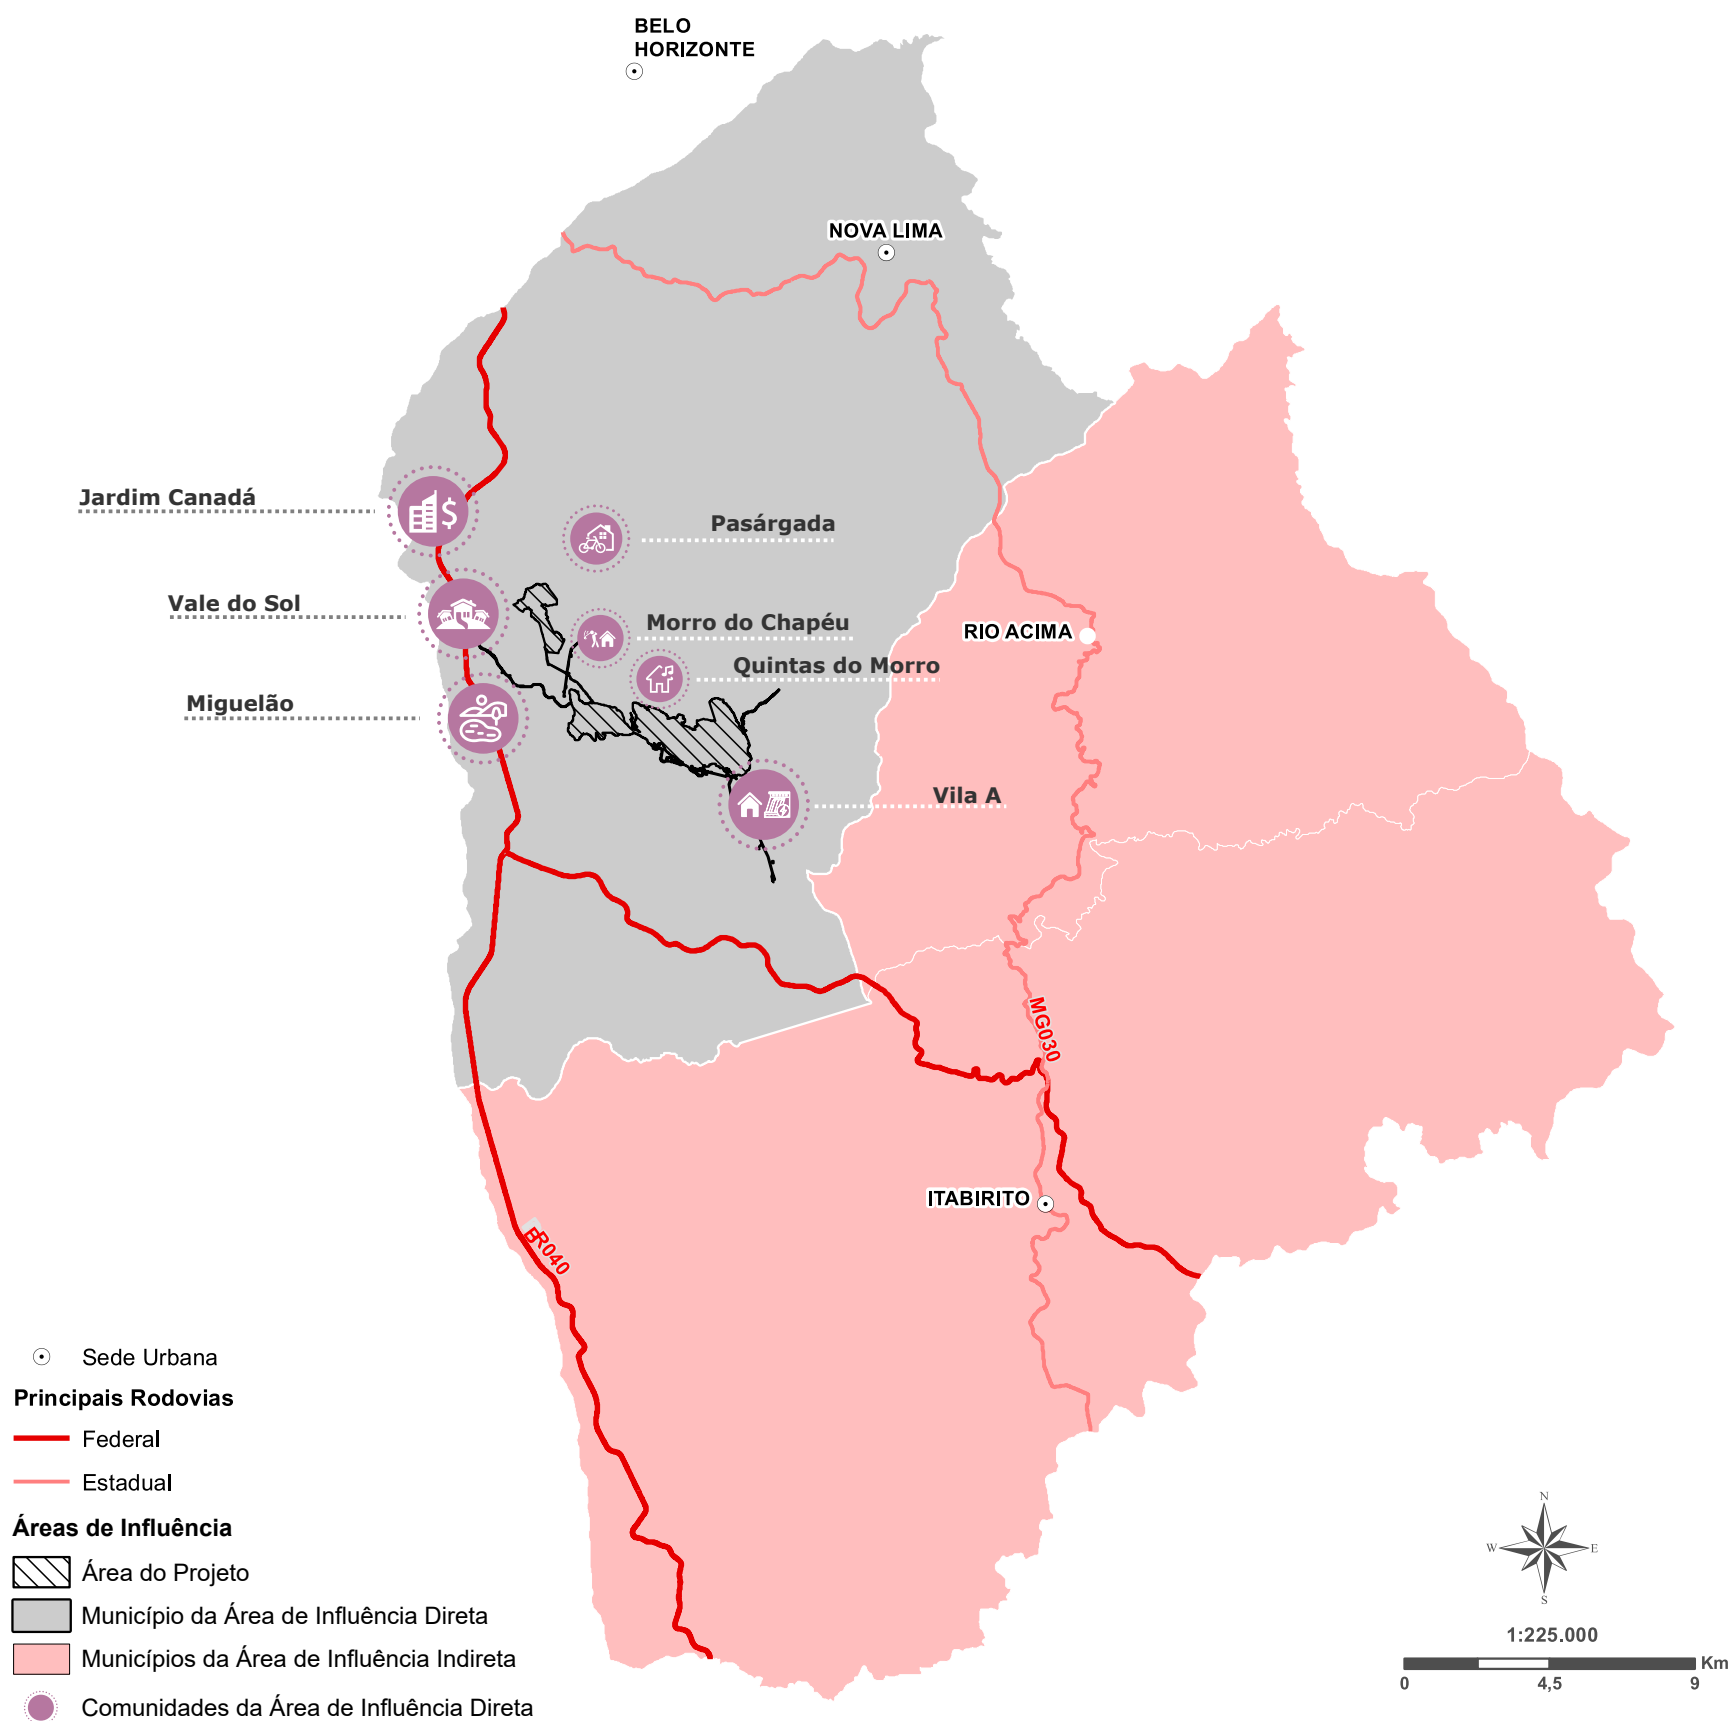 BELO
HORIZONTE
NOVA LIMA
Jardim Canadá
Pasárgada
Vale do Sol
Morro do Chapéu
RIO ACIMA
Quintas do Morro
Miguelão
Vila A
MG030
ITABIRITO
BR040
Sede Urbana
Principais Rodovias
Federal
Estadual
Áreas de Influência
Área do Projeto
Município da Área de Influência Direta
Municípios da Área de Influência Indireta
Comunidades da Área de Influência Direta
N
W
E
S
1:225.000
Km
0 4,5 9